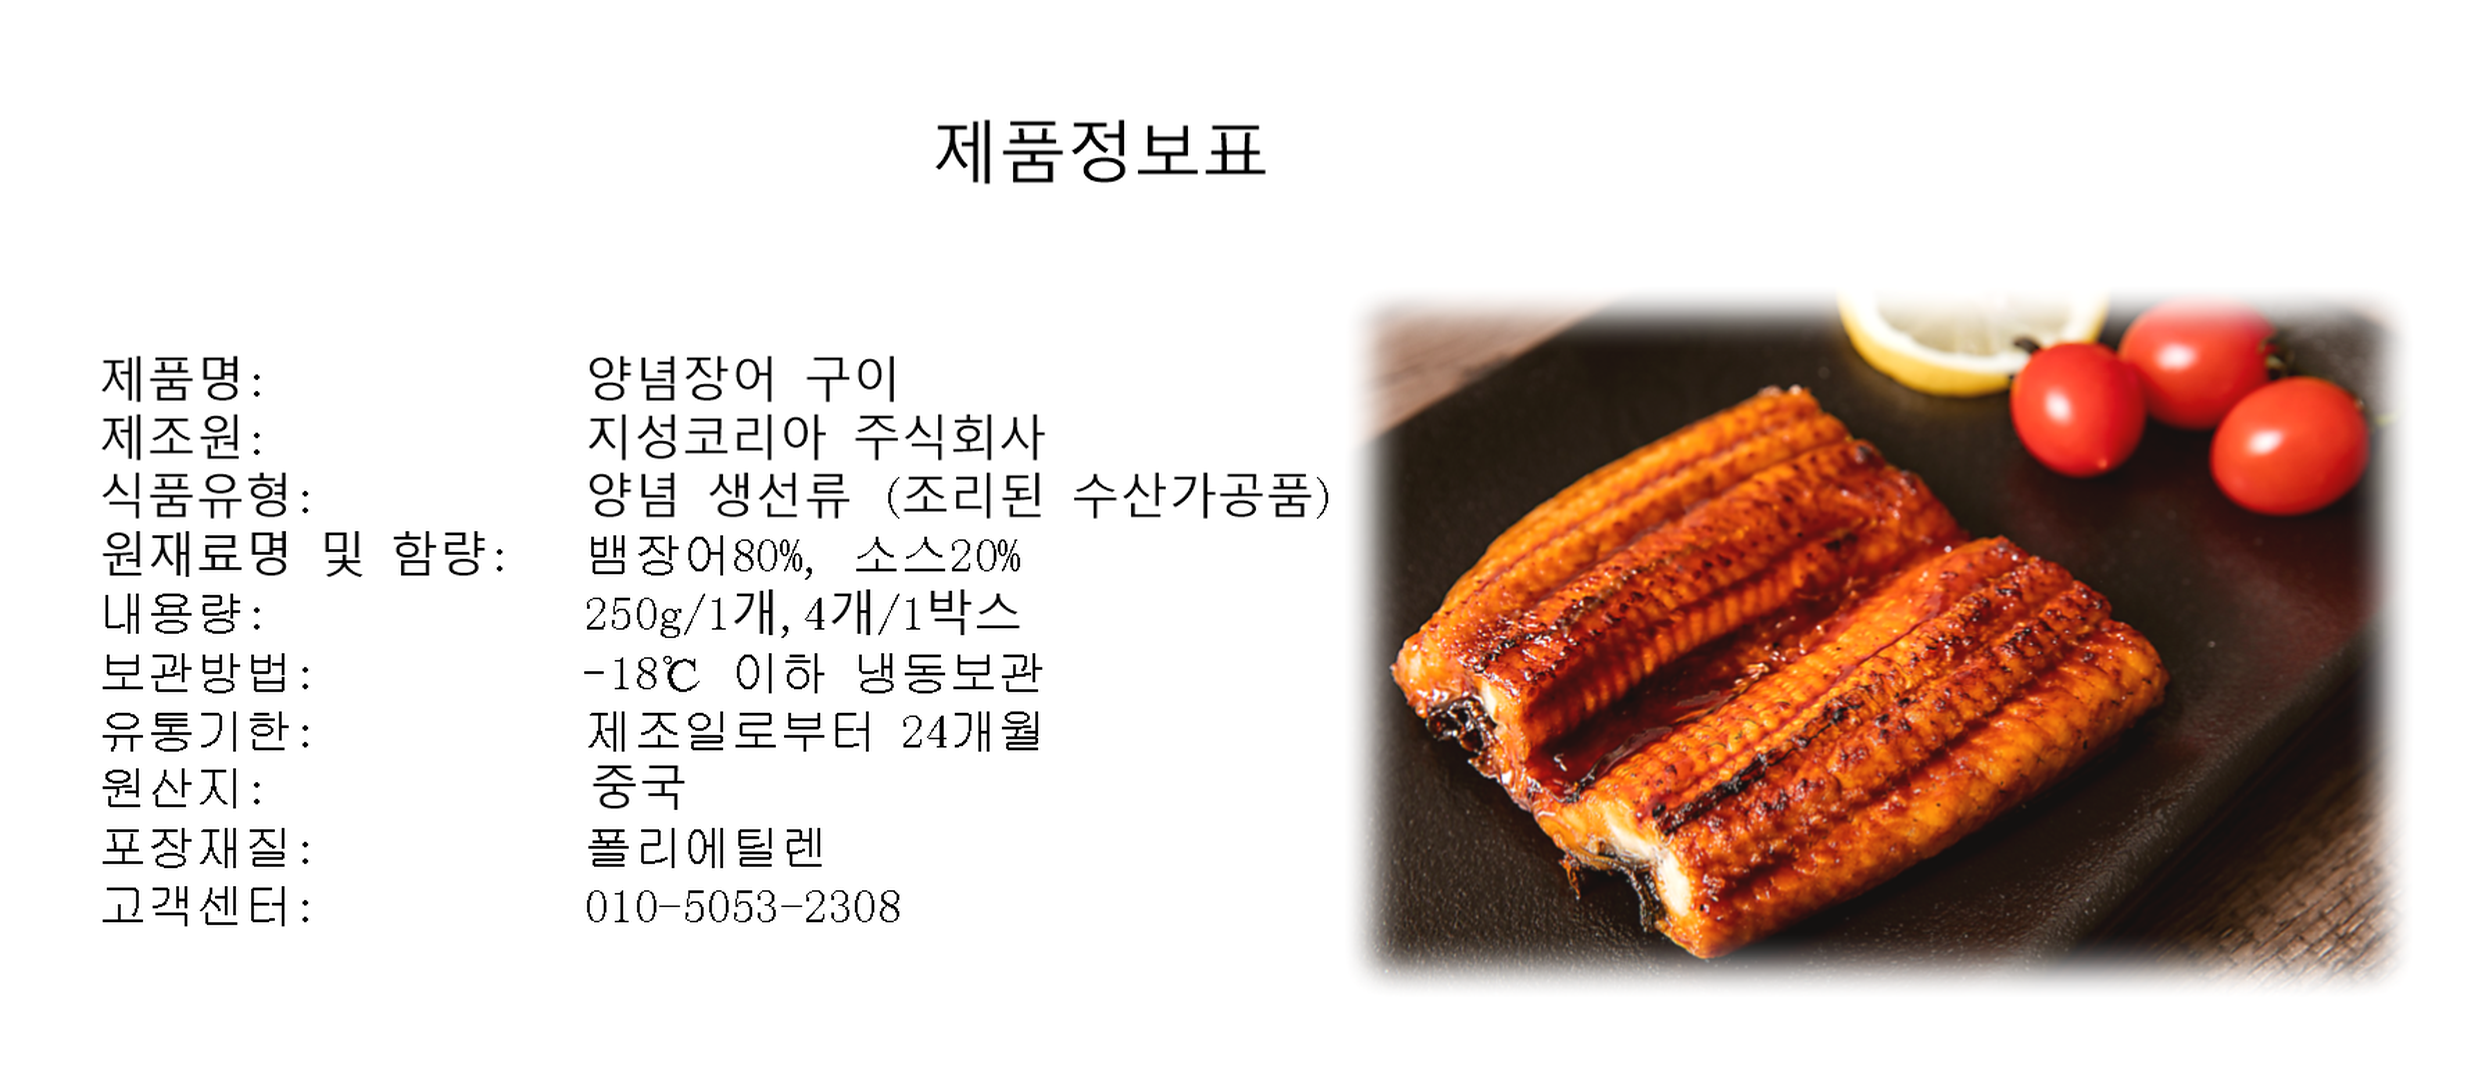 제품정보표
제품명: 양념장어 구이
제조원: 지성코리아 주식회사
식품유형: 양념 생선류 (조리된 수산가공품)
원재료명 및 함량: 뱀장어80%, 소스20%
내용량: 250g/1개, 4개/1박스
보관방법: -18℃ 이하 냉동보관
유통기한: 제조일로부터 24개월
원산지: 중국
포장재질: 폴리에틸렌
고객센터: 010-5053-2308